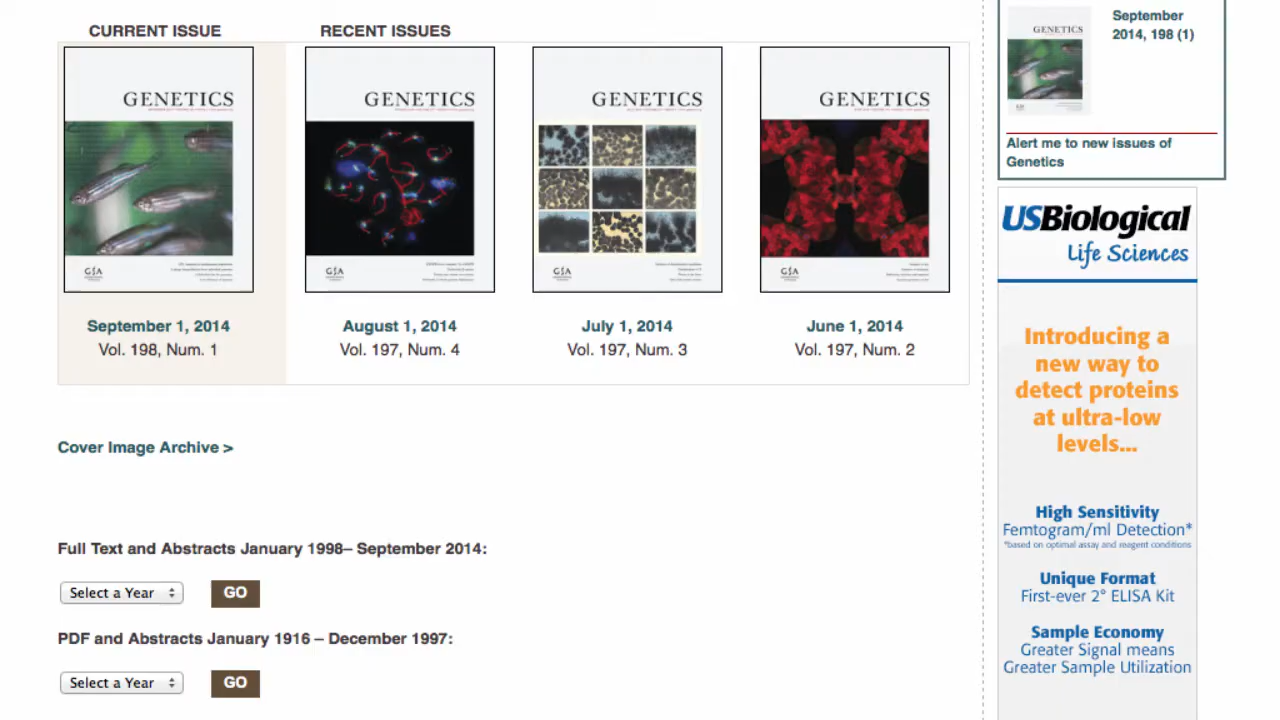 CURRENT ISSUE
RECENT ISSUES
GENETICS
GENETICS
GENETICS
GENETICS
GSA
GSA
GSA
GSA
September 1, 2014
Vol. 198, Num. 1
August 1, 2014
Vol. 197, Num. 4
July 1, 2014
Vol. 197, Num. 3
June 1, 2014
Vol. 197, Num. 2
Cover Image Archive >
Full Text and Abstracts January 1998– September 2014:
Select a Year
GO
PDF and Abstracts January 1916 – December 1997:
Select a Year
GO
GENETICS
September
2014, 198 (1)
Alert me to new issues of
Genetics
USBiological
Life Sciences
Introducing a
new way to
detect proteins
at ultra-low
levels...
High Sensitivity
Femtogram/ml Detection*
*based on optimal assay and reagent conditions
Unique Format
First-ever 2° ELISA Kit
Sample Economy
Greater Signal means
Greater Sample Utilization